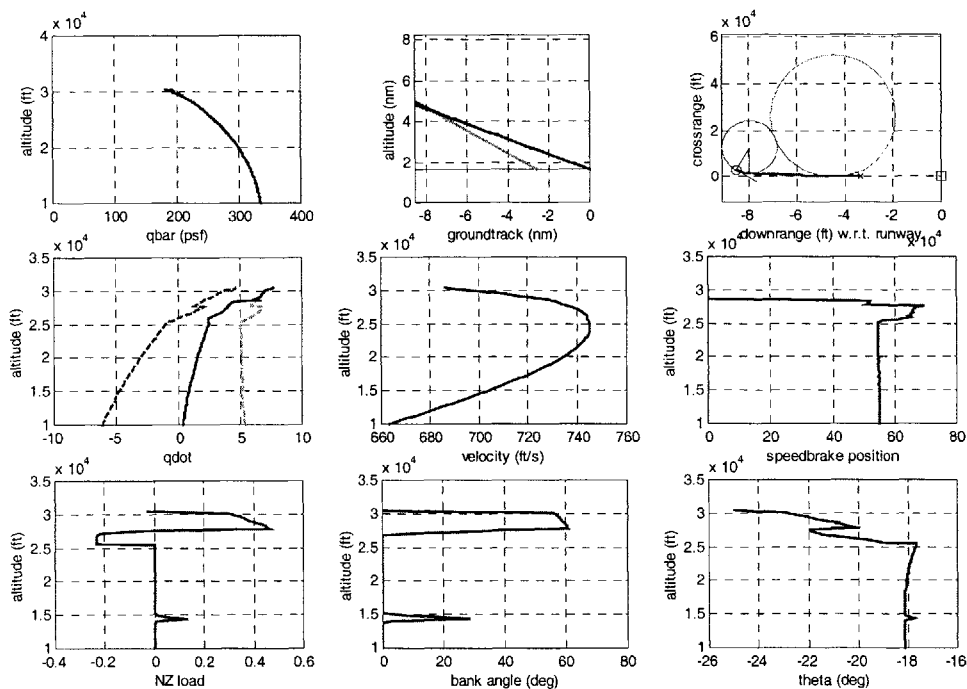 x 10^4
4
3
2
1
altitude (ft)
0 100 200 300 400
qbar (psf)
8
6
4
2
0
altitude (nm)
-8 -6 -4 -2 0
groundtrack (nm)
x 10^4
6
4
2
0
crossrange (ft)
-8 -6 -4 -2 0
downrange (ft) w.r.t. runway
x 10^4
x 10^4
3.5
3
2.5
2
1.5
1
altitude (ft)
-10 -5 0 5 10
qdot
x 10^4
3.5
3
2.5
2
1.5
1
altitude (ft)
660 680 700 720 740 760
velocity (ft/s)
x 10^4
3.5
3
2.5
2
1.5
1
altitude (ft)
0 20 40 60 80
speedbrake position
x 10^4
3.5
3
2.5
2
1.5
1
altitude (ft)
-0.4 -0.2 0 0.2 0.4 0.6
NZ load
x 10^4
3.5
3
2.5
2
1.5
1
altitude (ft)
0 20 40 60 80
bank angle (deg)
x 10^4
3.5
3
2.5
2
1.5
1
altitude (ft)
-26 -24 -22 -20 -18 -16
theta (deg)